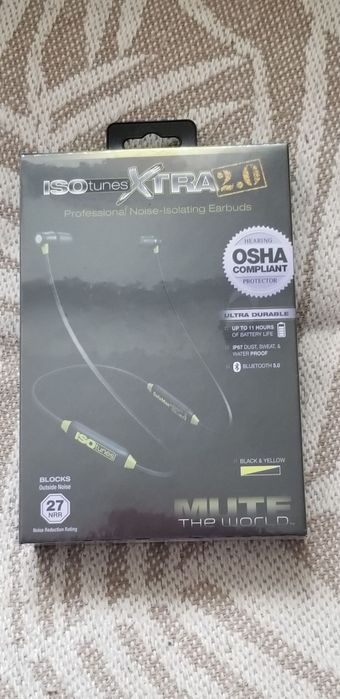 ISOtunes XTRA 2.0
Professional Noise-Isolating Earbuds
HEARING
OSHA
COMPLIANT
PROTECTOR
ULTRA DURABLE
UP TO 11 HOURS
OF BATTERY LIFE
IP67 DUST, SWEAT, &
WATER PROOF
BLUETOOTH 5.0
ISOtunes
BLACK & YELLOW
BLOCKS
Outside Noise
27
NRR
Noise Reduction Rating
MUTE
THE WORLD™